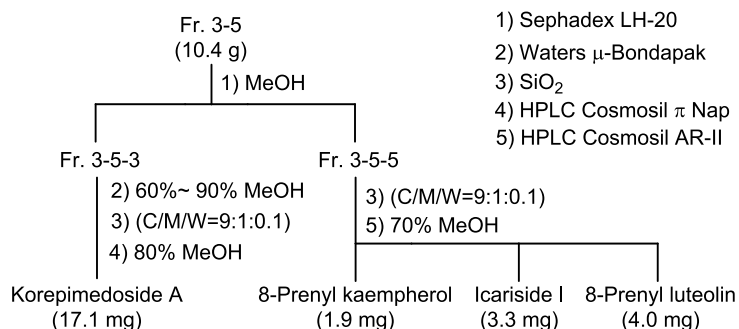 Fr. 3-5
(10.4 g)
1) MeOH
1) Sephadex LH-20
2) Waters μ-Bondapak
3) SiO₂
4) HPLC Cosmosil π Nap
5) HPLC Cosmosil AR-II
Fr. 3-5-3
Fr. 3-5-5
2) 60%~ 90% MeOH
3) (C/M/W=9:1:0.1)
4) 80% MeOH
3) (C/M/W=9:1:0.1)
5) 70% MeOH
Korepimedoside A
(17.1 mg)
8-Prenyl kaempherol
(1.9 mg)
Icariside I
(3.3 mg)
8-Prenyl luteolin
(4.0 mg)